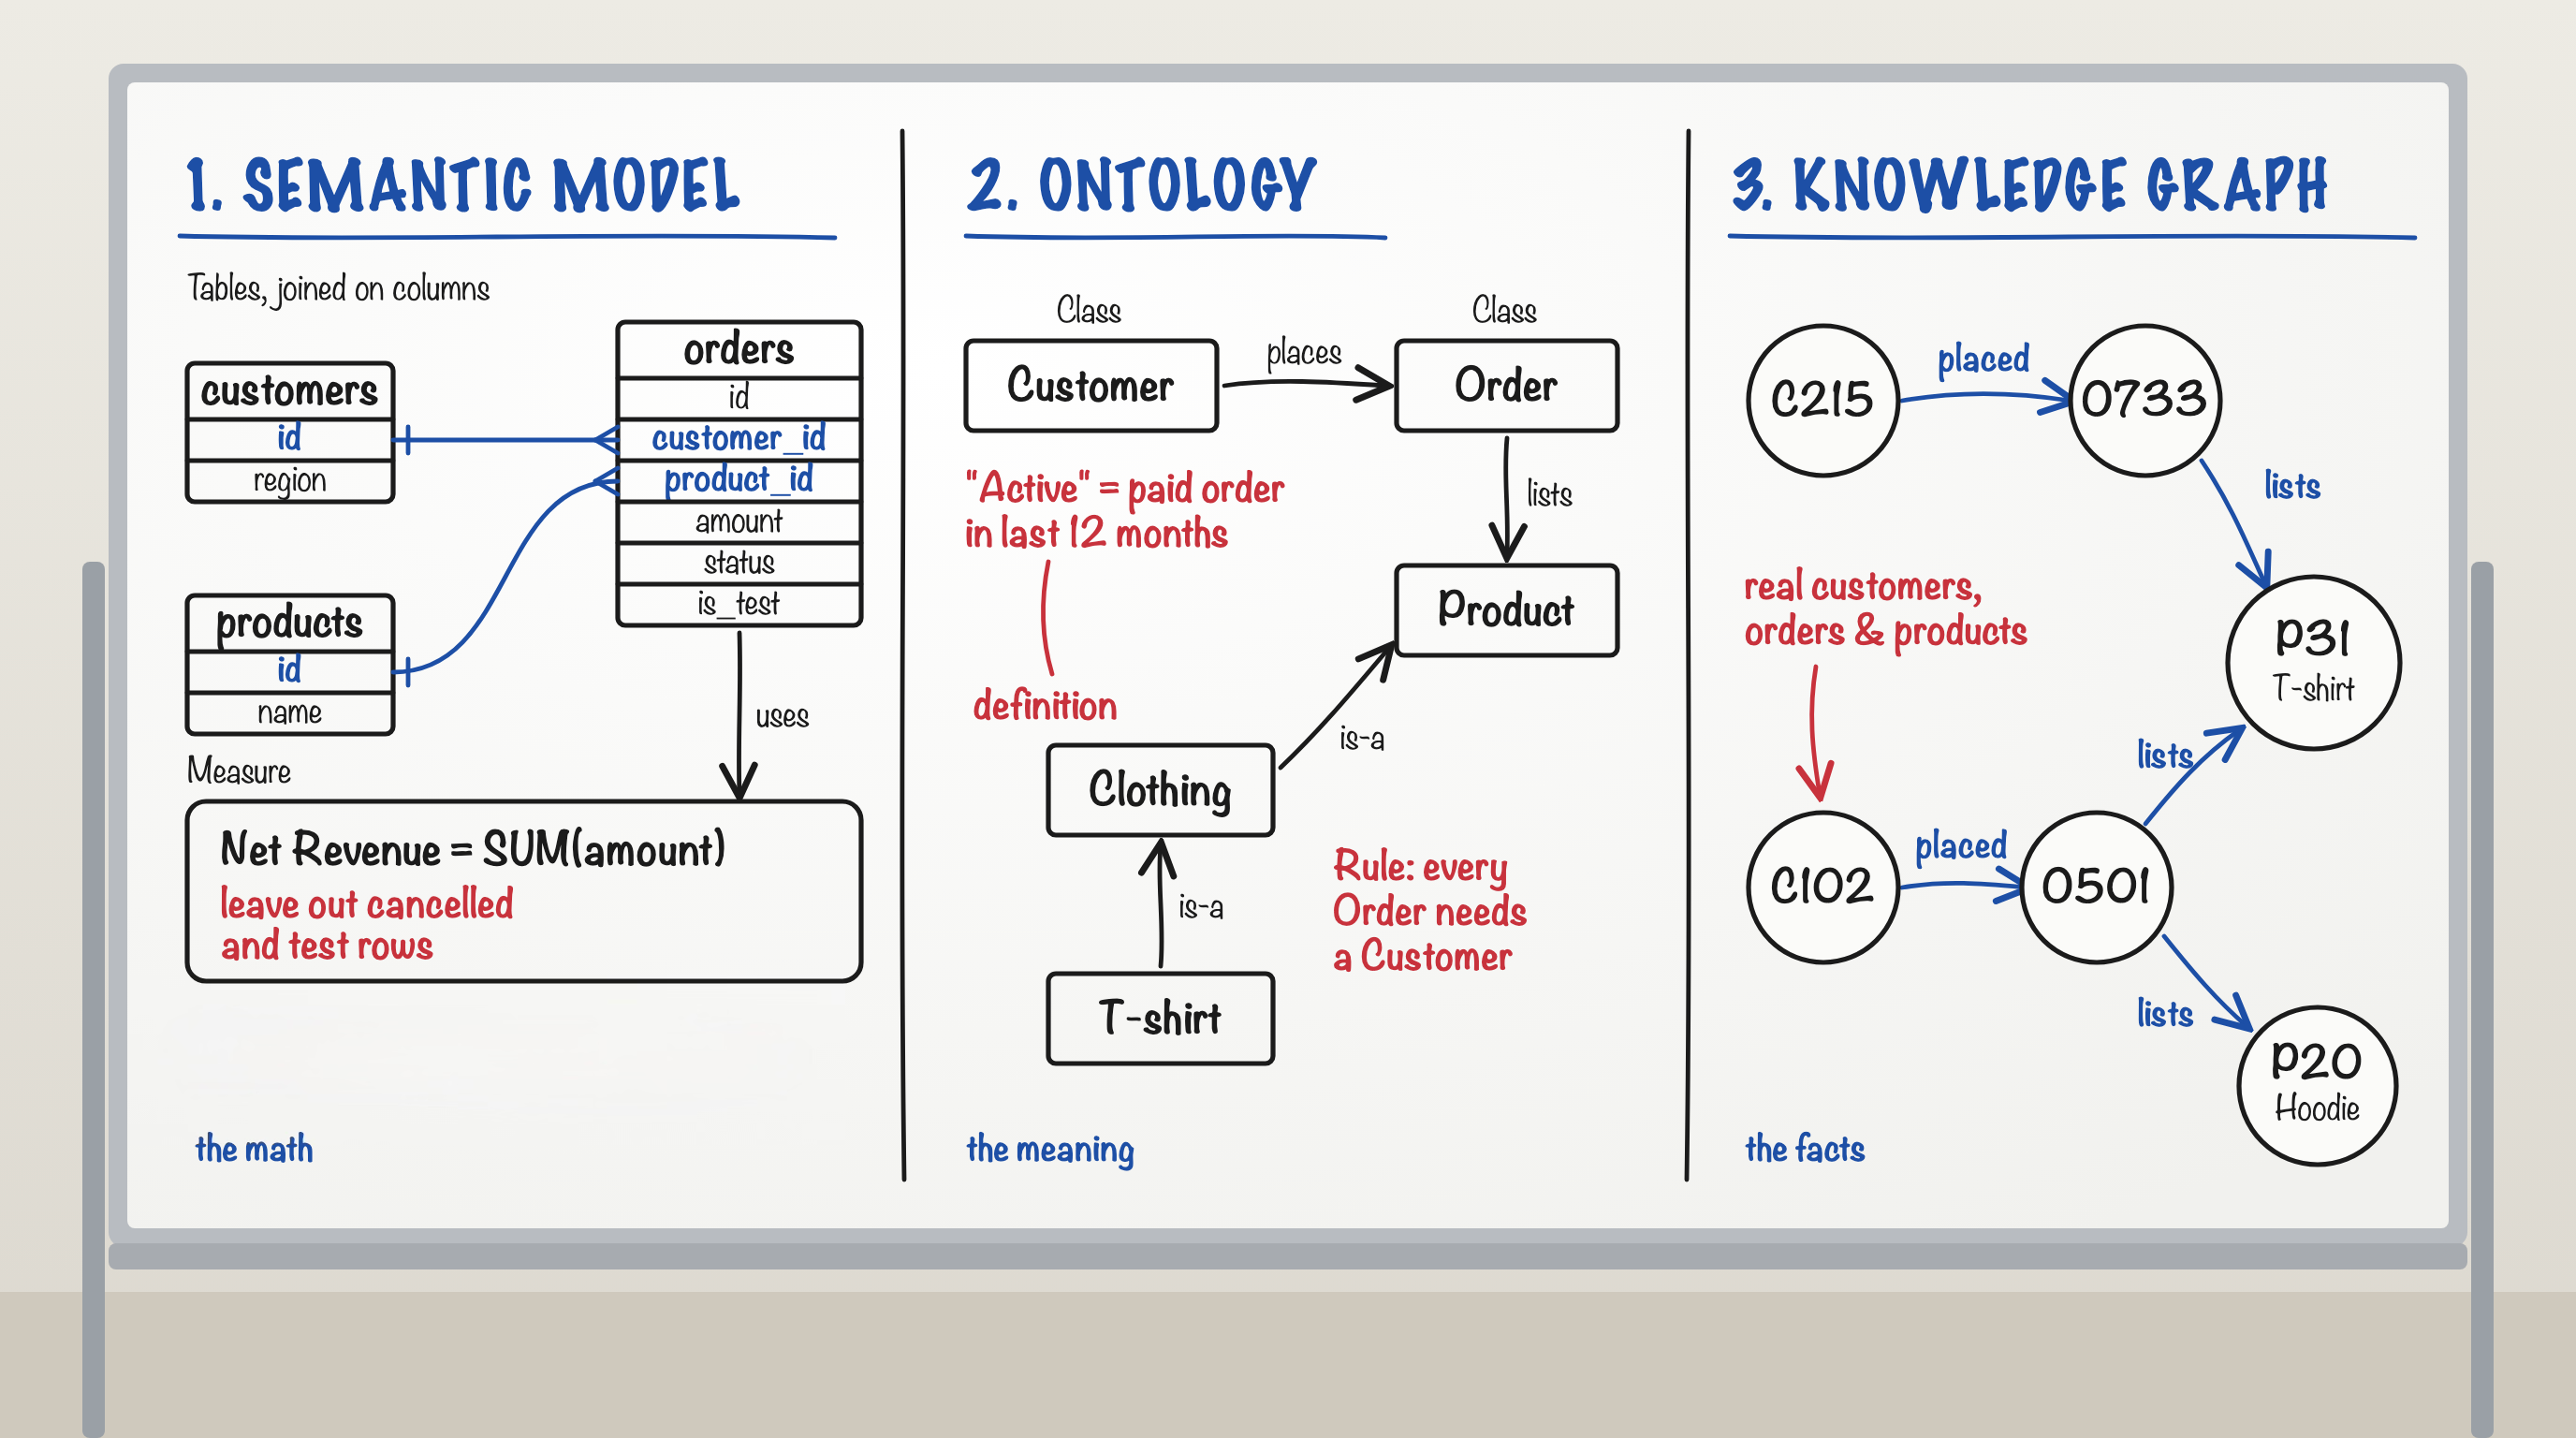 1. SEMANTIC MODEL
Tables, joined on columns
customers
id
region
orders
id
customer_id
product_id
amount
status
is_test
products
id
name
uses
Measure
Net Revenue = SUM(amount)
leave out cancelled
and test rows
the math
2. ONTOLOGY
Class
Class
Customer
places
Order
"Active" = paid order
in last 12 months
lists
definition
Product
is-a
Clothing
is-a
Rule: every
Order needs
a Customer
T-shirt
the meaning
3. KNOWLEDGE GRAPH
C215
placed
O733
lists
real customers,
orders & products
P31
T-shirt
lists
C102
placed
O501
lists
P20
Hoodie
the facts